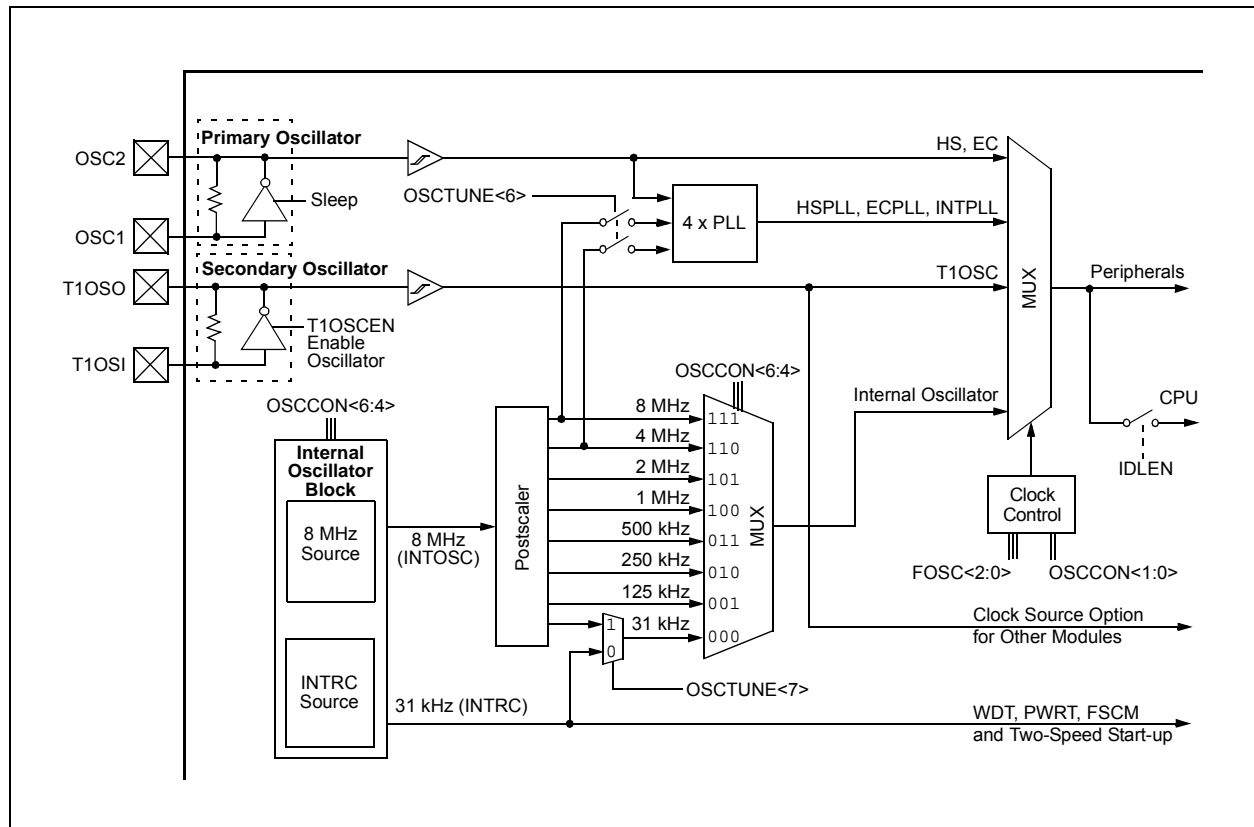 Primary Oscillator
OSC2
HS, EC
OSCTUNE<6>
Sleep
4 x PLL
HSPLL, ECPLL, INTPLL
OSC1
Secondary Oscillator
T1OSO
T1OSC
MUX
Peripherals
T1OSCEN
Enable
Oscillator
T1OSI
OSCCON<6:4>
Internal Oscillator
CPU
IDLEN
OSCCON<6:4>
Internal
Oscillator
Block
8 MHz
Source
8 MHz
(INTOSC)
Postscaler
8 MHz
111
4 MHz
110
2 MHz
101
1 MHz
100
500 kHz
011
250 kHz
010
125 kHz
001
1
0
31 kHz
000
MUX
Clock
Control
FOSC<2:0>
OSCCON<1:0>
Clock Source Option
for Other Modules
INTRC
Source
OSCTUNE<7>
31 kHz (INTRC)
WDT, PWRT, FSCM
and Two-Speed Start-up